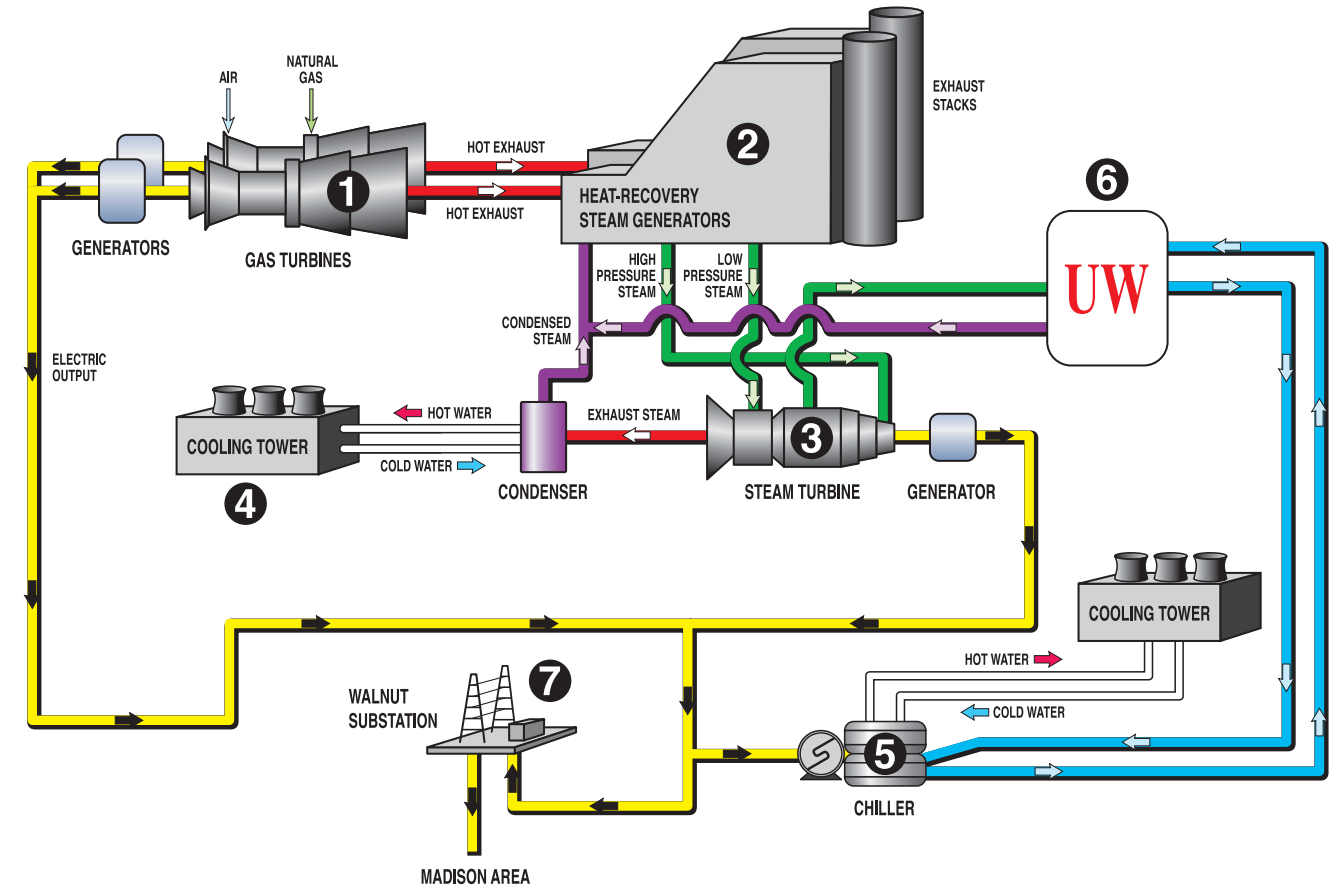 AIR
NATURAL
GAS
HOT EXHAUST
HOT EXHAUST
1
GENERATORS
GAS TURBINES
2
HEAT-RECOVERY
STEAM GENERATORS
EXHAUST
STACKS
6
UW
HIGH
PRESSURE
STEAM
LOW
PRESSURE
STEAM
CONDENSED
STEAM
ELECTRIC
OUTPUT
HOT WATER
COOLING TOWER
COLD WATER
4
CONDENSER
EXHAUST STEAM
3
STEAM TURBINE
GENERATOR
COOLING TOWER
HOT WATER
COLD WATER
5
CHILLER
7
WALNUT
SUBSTATION
MADISON AREA